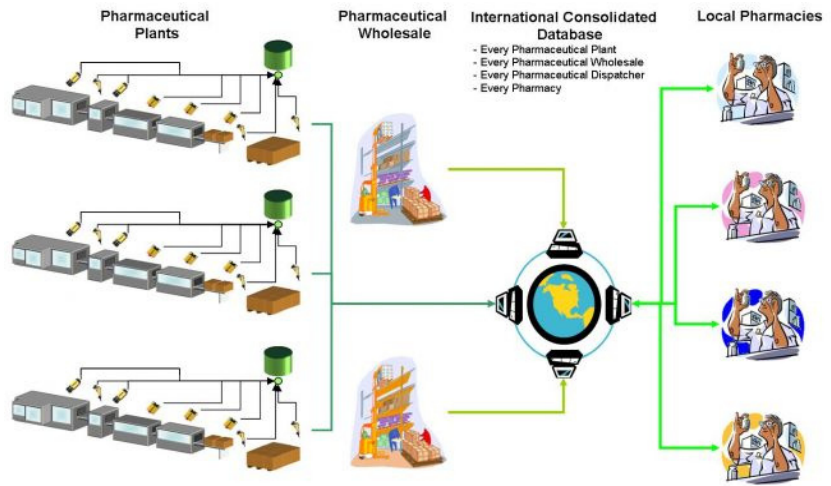 Pharmaceutical
Plants
Pharmaceutical
Wholesale
International Consolidated
Database
- Every Pharmaceutical Plant
- Every Pharmaceutical Wholesale
- Every Pharmaceutical Dispatcher
- Every Pharmacy
Local Pharmacies